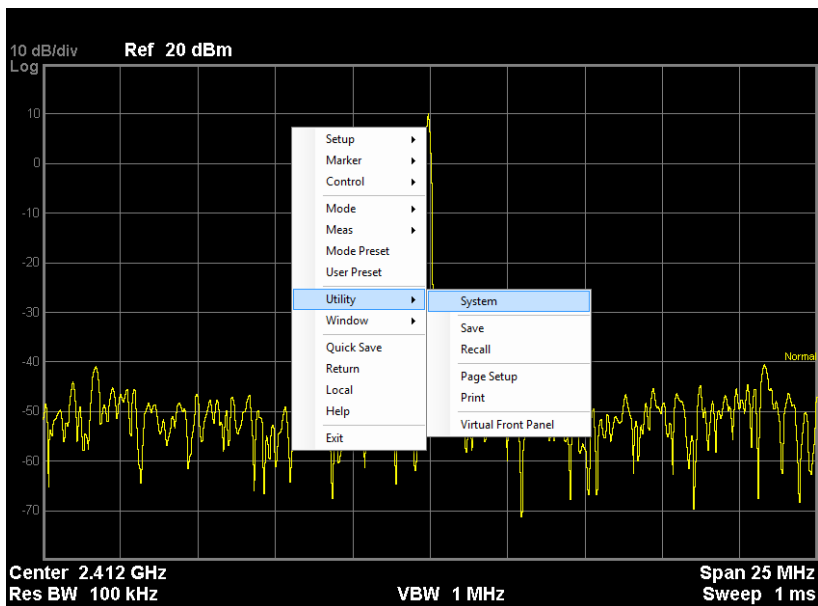 10 dB/div Ref 20 dBm
Log
10
0
-10
-20
-30
-40
-50
-60
-70
Normal
Setup
Marker
Control
Mode
Meas
Mode Preset
User Preset
Utility
Window
Quick Save
Return
Local
Help
Exit
System
Save
Recall
Page Setup
Print
Virtual Front Panel
Center 2.412 GHz Span 25 MHz
Res BW 100 kHz VBW 1 MHz Sweep 1 ms